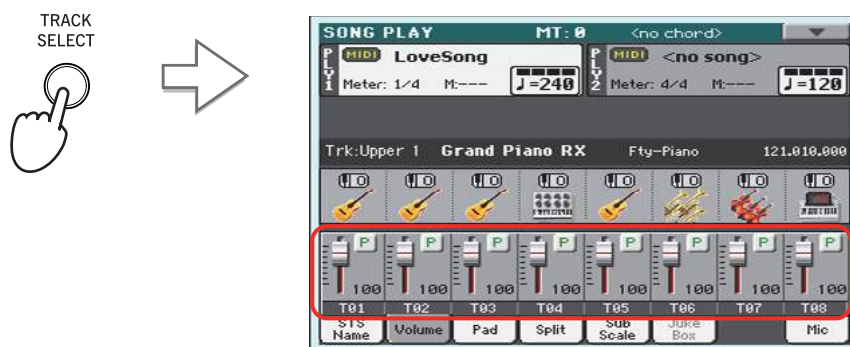 TRACK
SELECT
SONG PLAY MT: 0 <no chord>
PLY1 MIDI LoveSong
Meter: 1/4 M:--- ♩=240
PLY2 MIDI <no song>
Meter: 4/4 M:--- ♩=120
Trk:Upper 1 Grand Piano RX Fty-Piano 121.010.000
P P P P P P P P
100 100 100 100 100 100 100 100
T01 T02 T03 T04 T05 T06 T07 T08
STS Name Volume Pad Split Sub Scale Juke Box Mic